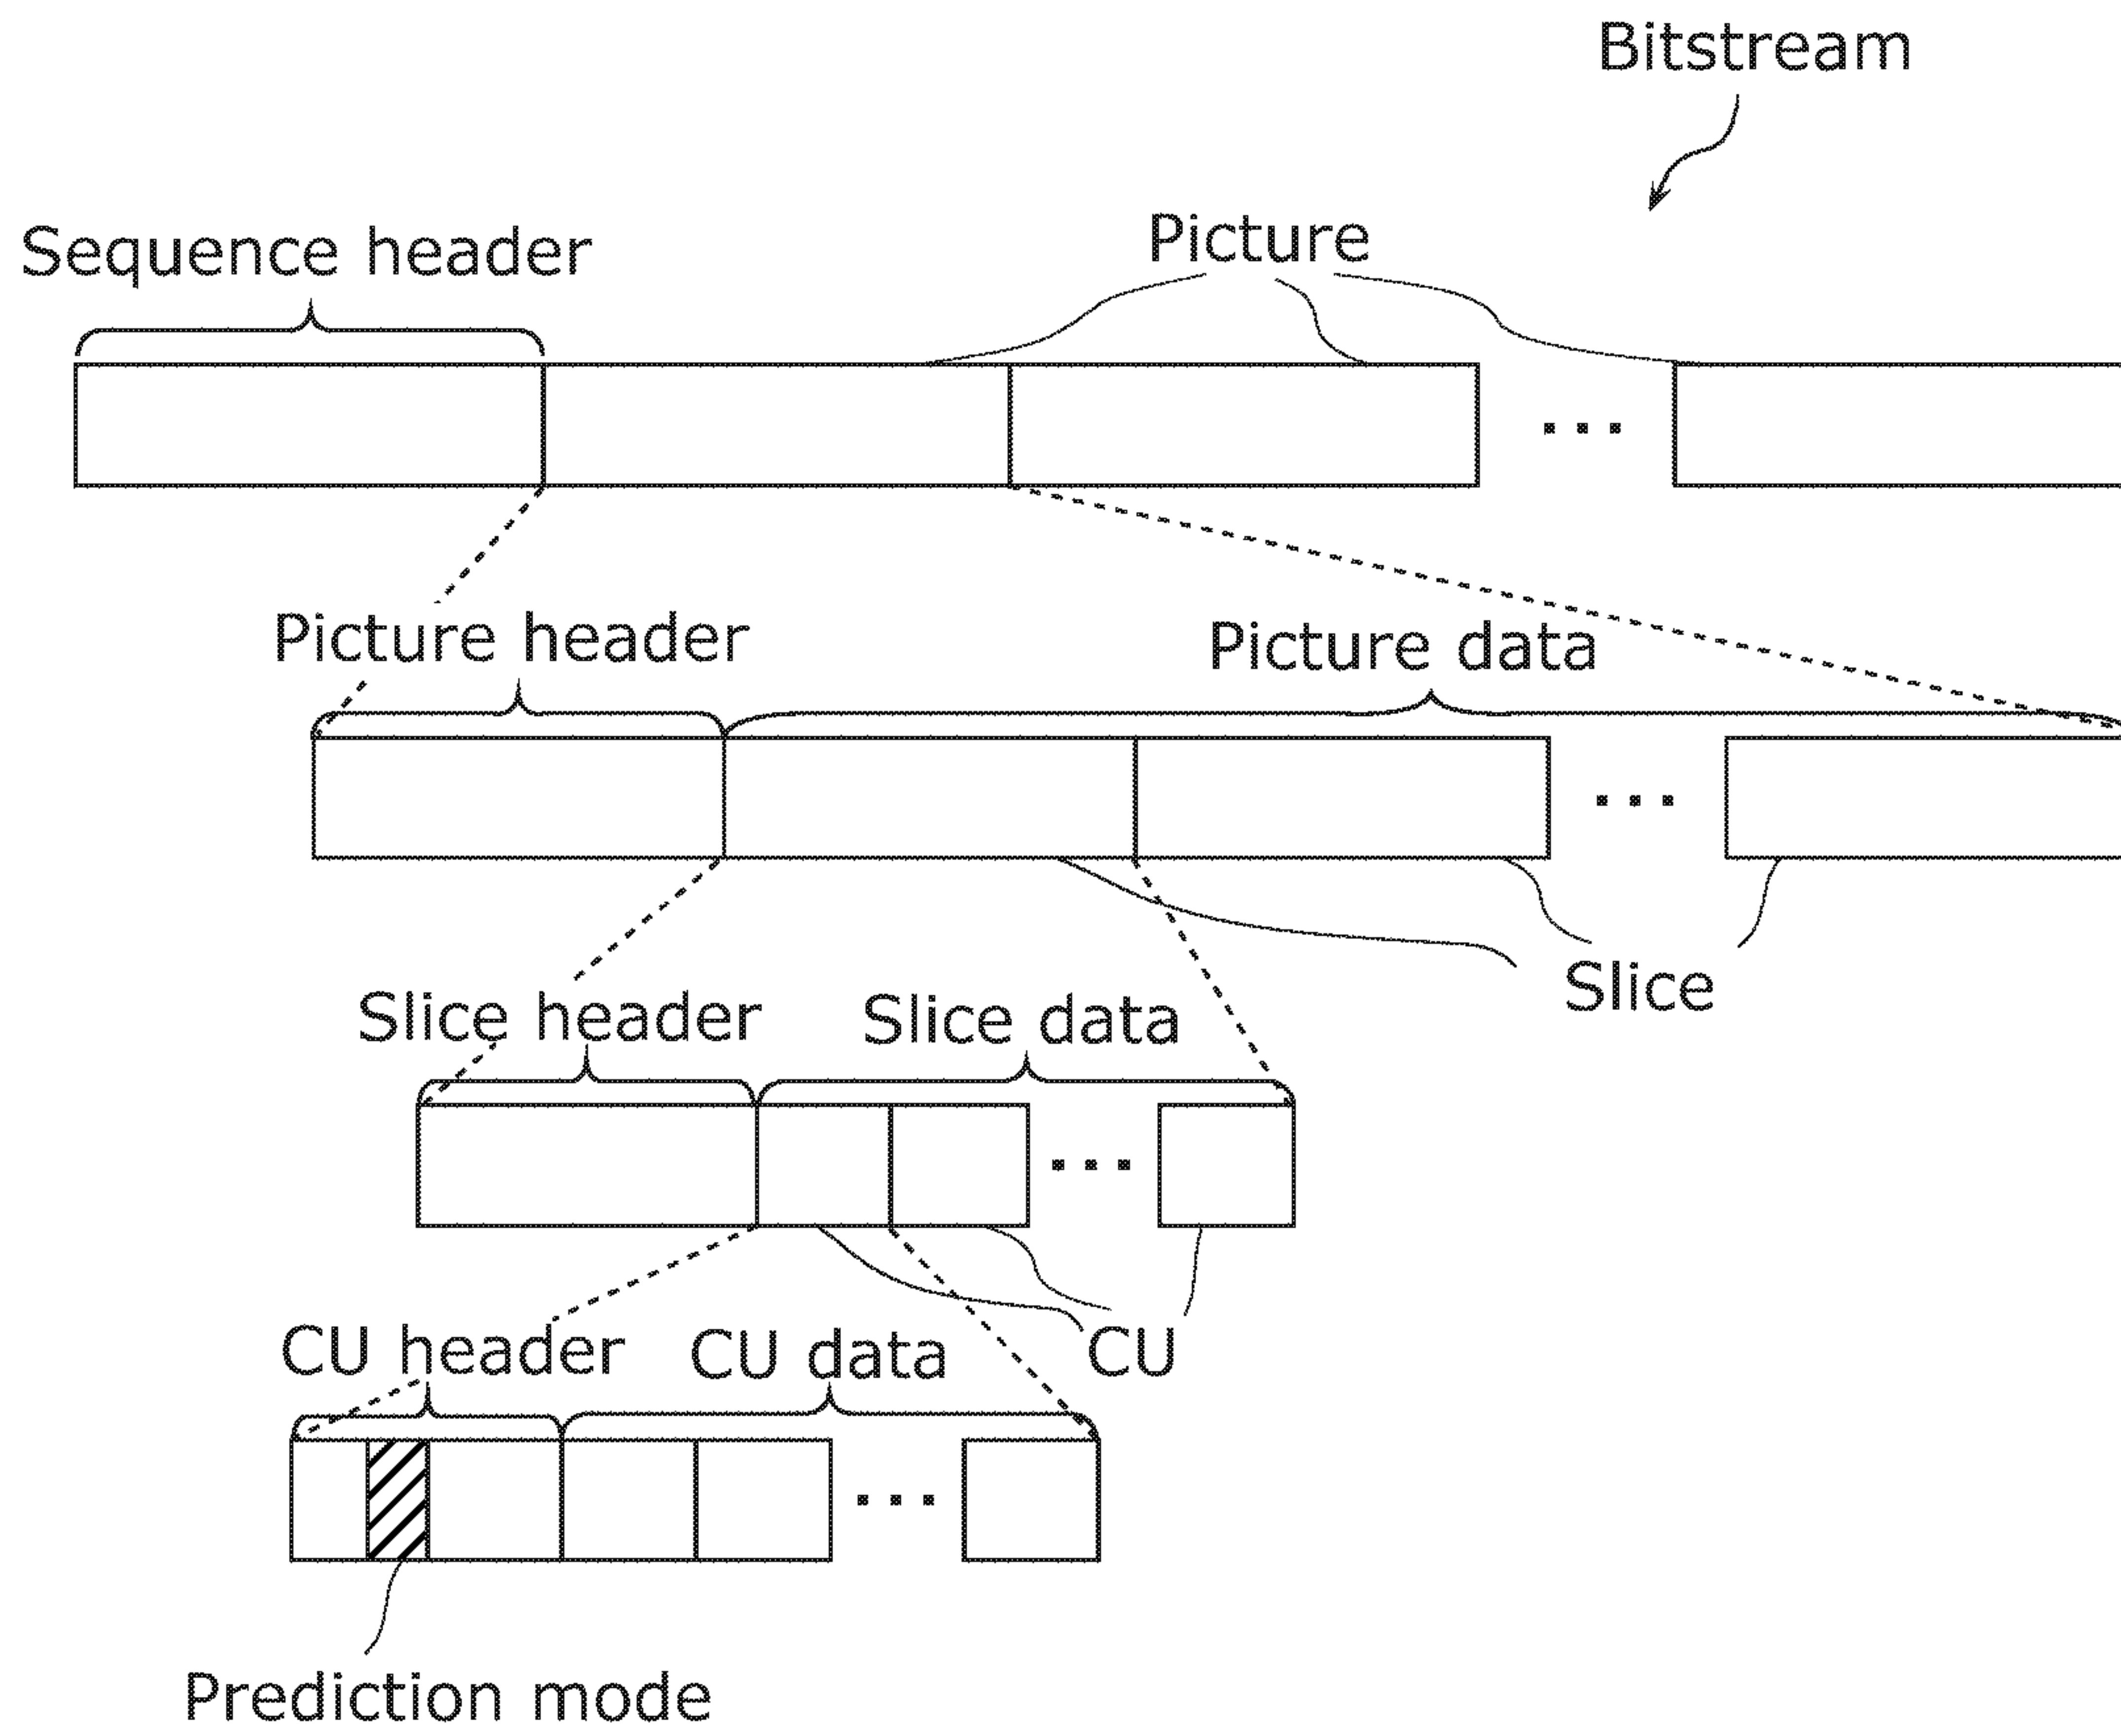 Bitstream
Sequence header
Picture
...
Picture header
Picture data
...
Slice
Slice header
Slice data
...
CU header
CU data
CU
...
Prediction mode